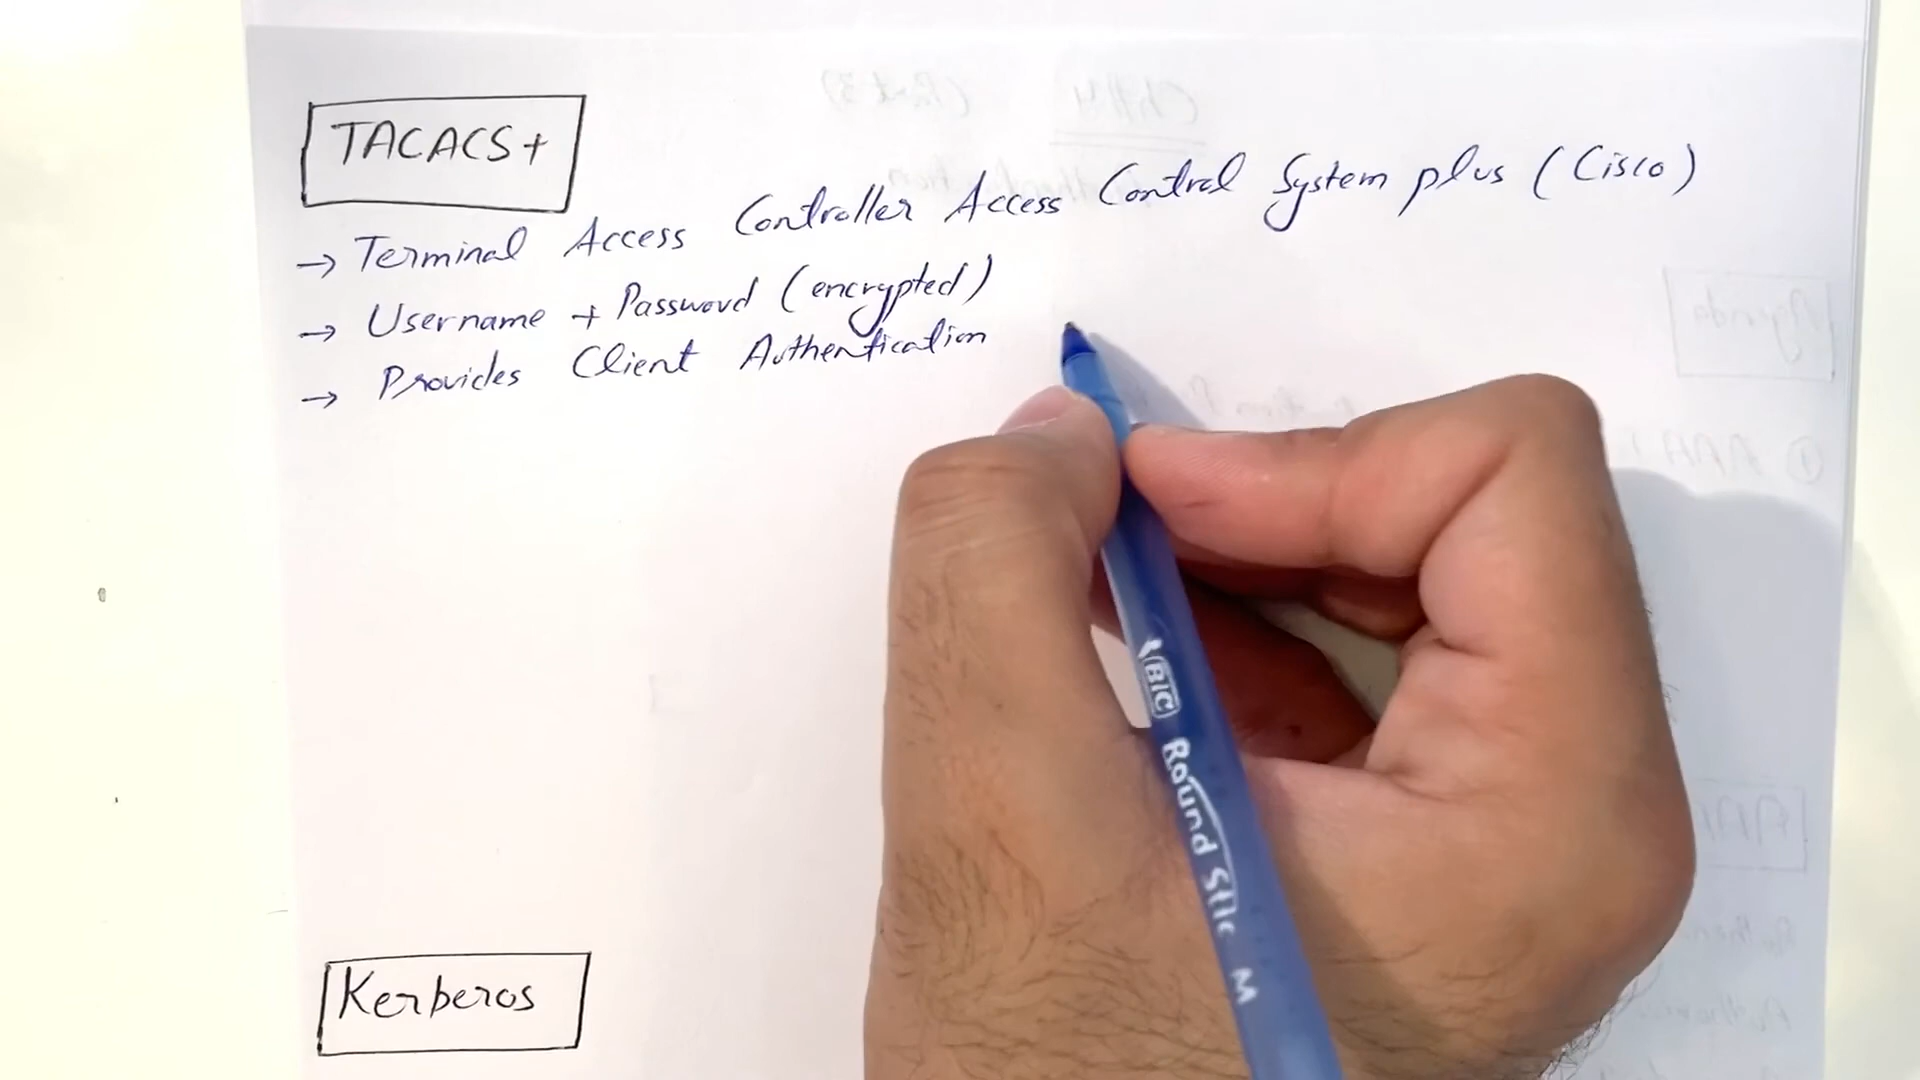 TACACS+
→ Terminal Access Controller Access Control System plus (Cisco)
→ Username + Password (encrypted)
→ Provides Client Authentication
BIC Round Stic M
Kerberos